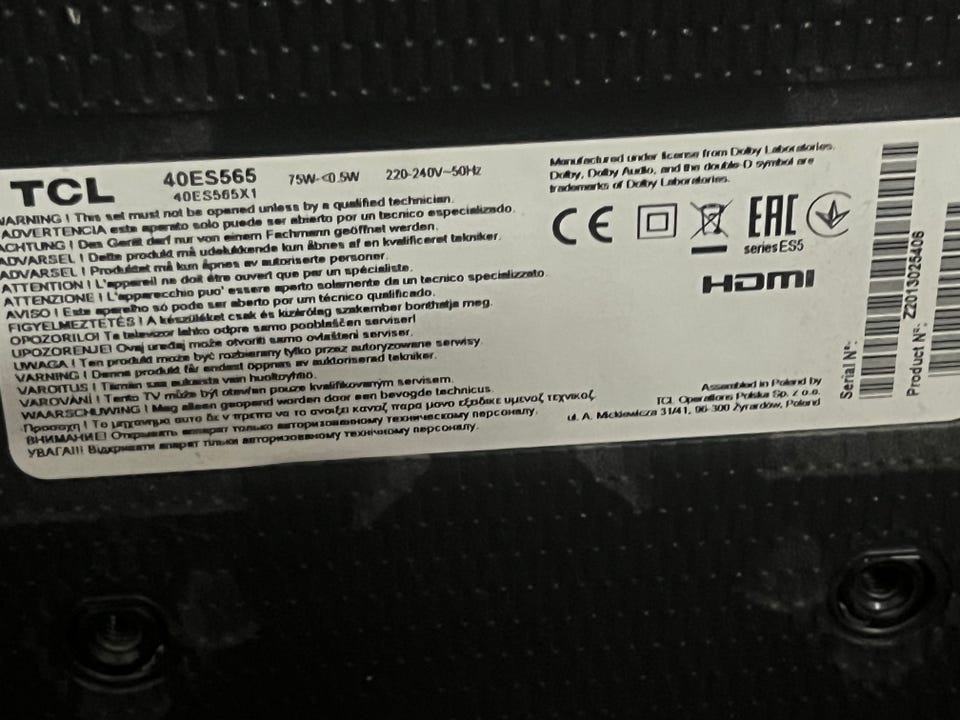 TCL
40ES565
40ES565X1
75W-<0.5W
220-240V~50Hz
WARNING ! This set must not be opened unless by a qualified technician.
ADVERTENCIA este aparato solo puede ser abierto por un tecnico especializado.
ACHTUNG ! Das Gerät darf nur von einem Fachmann geöffnet werden.
ADVARSEL ! Dette produkt må udelukkende kun åbnes af en kvalificeret tekniker.
ADVARSEL ! Produktet må kun åpnes av autoriserte personer.
ATTENTION ! L'appareil ne doit être ouvert que par un spécialiste.
ATTENZIONE ! L'apparecchio puo' essere aperto solamente da un tecnico specializzato.
AVISO ! Este aparelho só pode ser aberto por um técnico qualificado.
FIGYELMEZTETÉS ! A készüléket csak és kizárólag szakember bonthatja meg.
OPOZORILO! Ta televizor lahko odpre samo pooblaščen serviser!
UPOZORENJE! Ovaj uređaj može otvoriti samo ovlašteni serviser.
UWAGA ! Ten produkt może być rozbierany tylko przez autoryzowane serwisy.
VARNING ! Denna produkt får endast öppnas av auktoriserad tekniker.
VAROITUS ! Tämän saa aukaista vain huoltoyhtiö.
VAROVÁNÍ ! Tento TV může být otevřen pouze kvalifikovaným servisem.
WAARSCHUWING ! Mag alleen geopend worden door een bevoegde technicus.
Προσοχη ! Το μηχανημα αυτο δε ν πρεπει να το ανοιξει κανεις παρα μονο εξειδικε υμενος τεχνικος.
ВНИМАНИЕ! Открывать аппарат только авторизованному техническому персоналу.
УВАГА!!! Відкривати апарат тільки авторизованому технічному персоналу.
Manufactured under license from Dolby Laboratories.
Dolby, Dolby Audio, and the double-D symbol are
trademarks of Dolby Laboratories.
CE
EAC
series ES5
HDMI
Assembled in Poland by
TCL Operations Polska Sp. z o.o.
ul. A. Mickiewicza 31/41, 96-300 Żyrardów, Poland
Serial Nº:
Z2013025406
Product Nº: